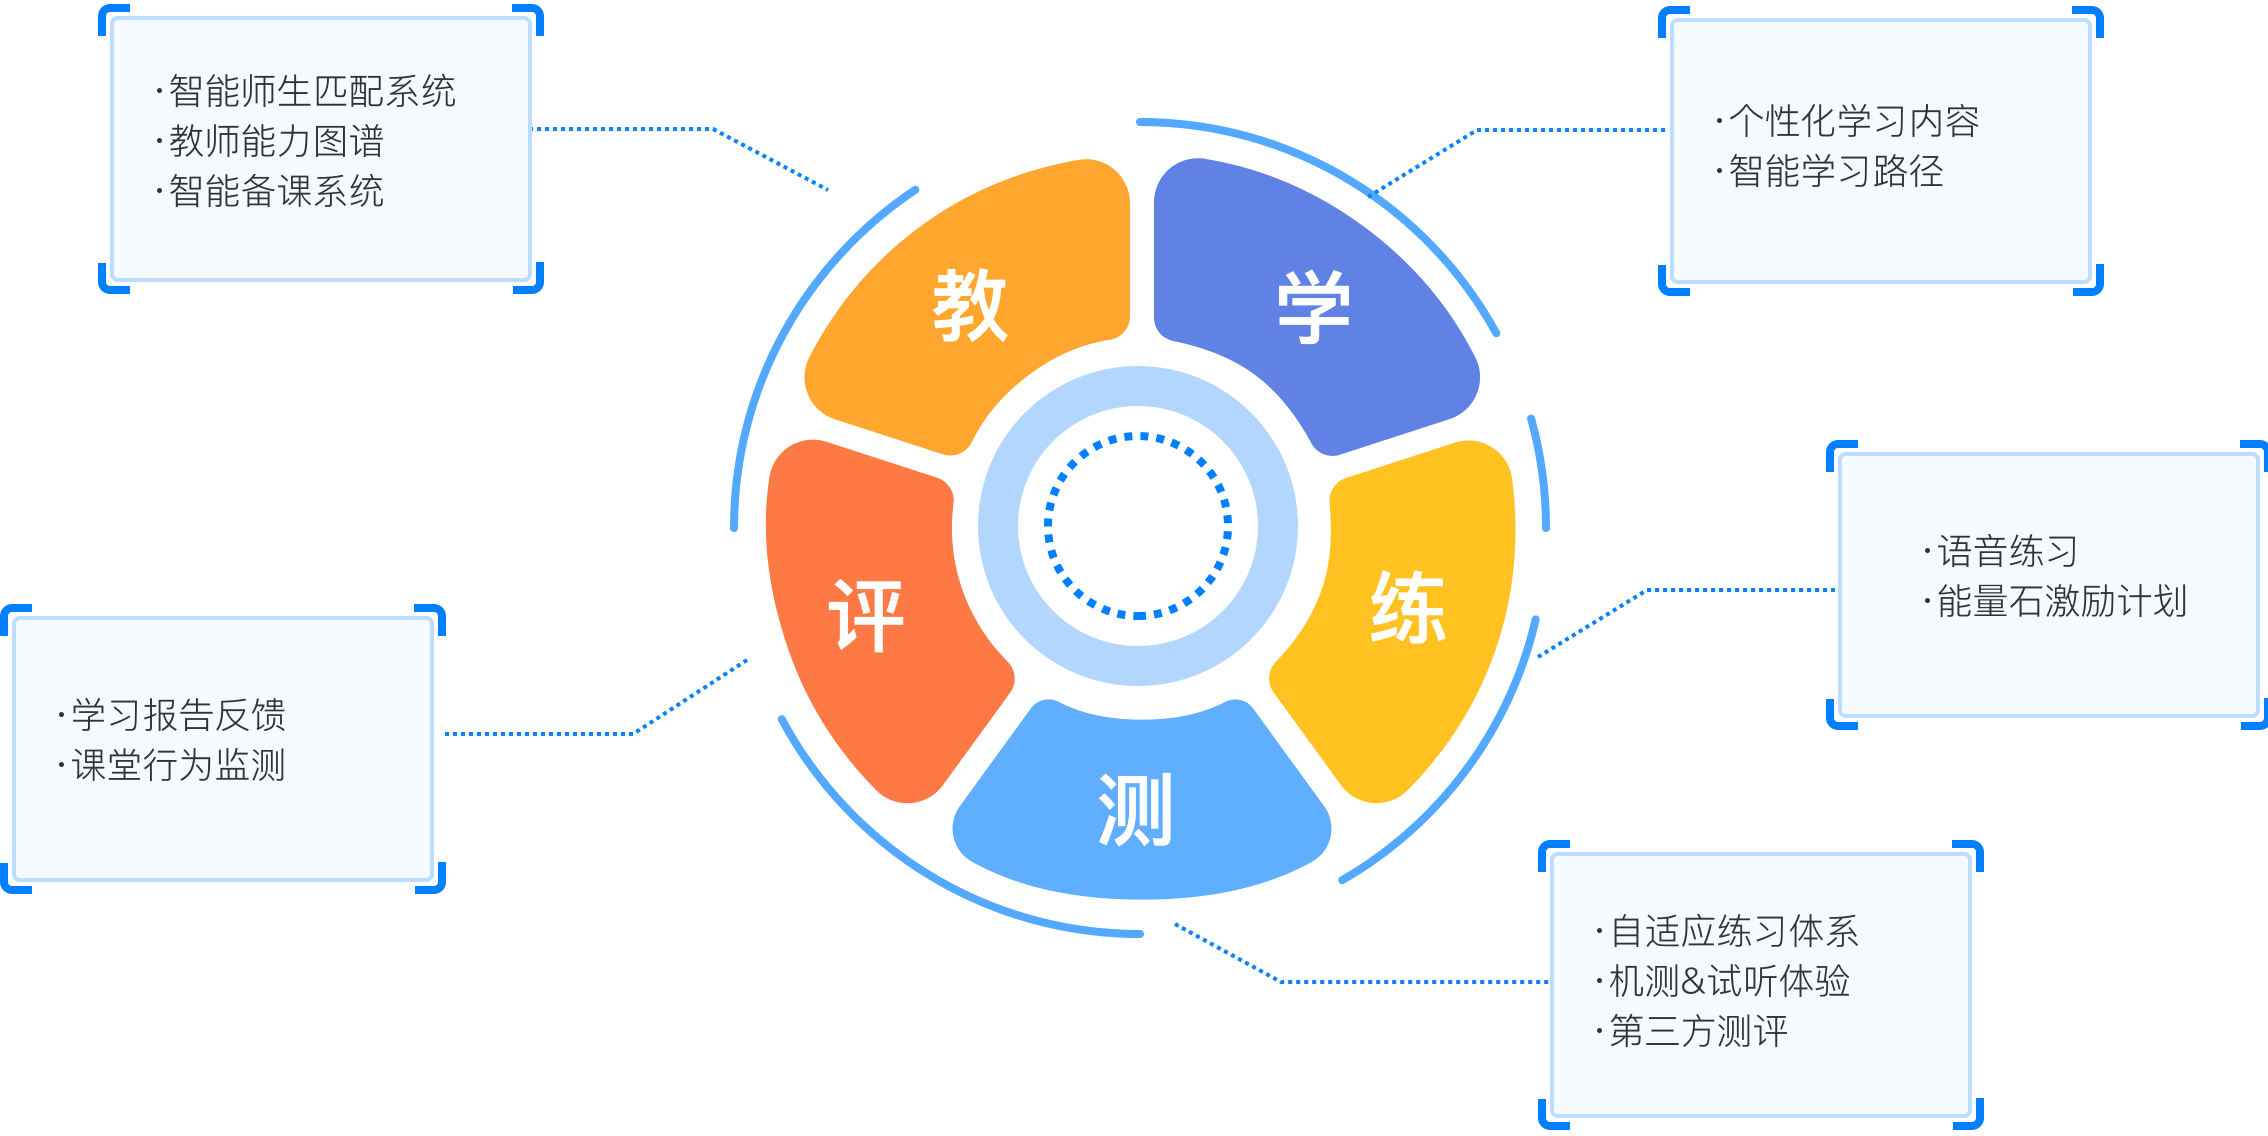 ·智能师生匹配系统
·教师能力图谱
·智能备课系统
·个性化学习内容
·智能学习路径
教
学
·语音练习
·能量石激励计划
评
练
·学习报告反馈
·课堂行为监测
测
·自适应练习体系
·机测&试听体验
·第三方测评